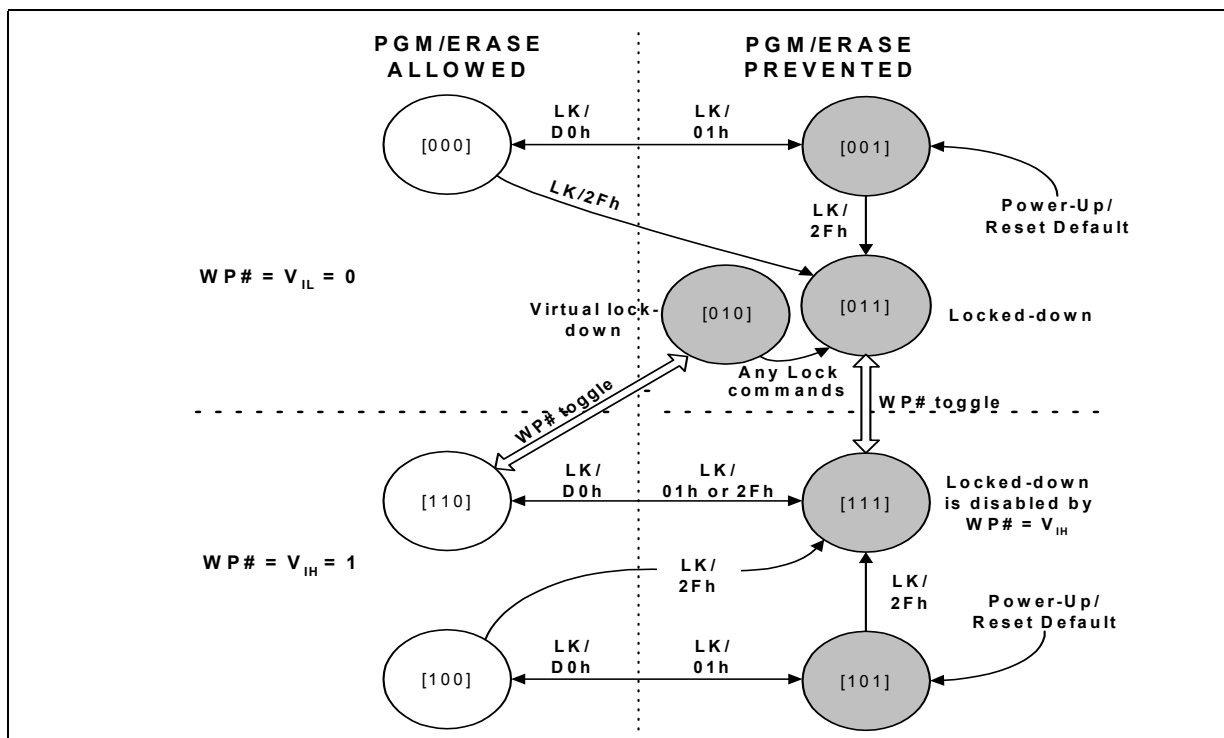 PGM/ERASE
ALLOWED
PGM/ERASE
PREVENTED
LK/
D0h
LK/
01h
[000]
[001]
LK/2Fh
LK/
2Fh
Power-Up/
Reset Default
WP# = VIL = 0
Virtual lock-
down
[010]
[011]
Locked-down
Any Lock
commands
WP# toggle
WP# toggle
LK/
D0h
LK/
01h or 2Fh
[110]
[111]
Locked-down
is disabled by
WP# = VIH
WP# = VIH = 1
LK/
2Fh
LK/
2Fh
Power-Up/
Reset Default
LK/
D0h
LK/
01h
[100]
[101]